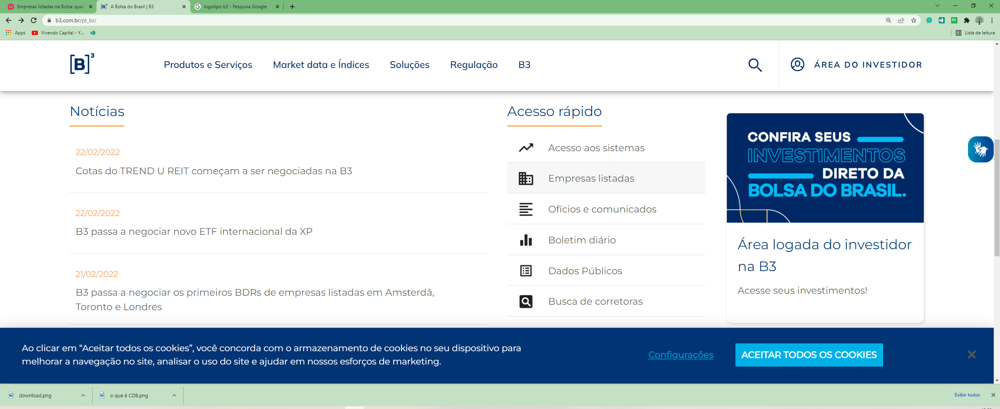 Empresas listadas na Bolsa: quais
A Bolsa do Brasil | B3
logotipo b3 - Pesquisa Google
b3.com.br/pt_br/
Pr
Apps
Vivendo Capital - Y...
Lista de leitura
[B]³
Produtos e Serviços
Market data e Índices
Soluções
Regulação
B3
ÁREA DO INVESTIDOR
Notícias
22/02/2022
Cotas do TREND U REIT começam a ser negociadas na B3
22/02/2022
B3 passa a negociar novo ETF internacional da XP
21/02/2022
B3 passa a negociar os primeiros BDRs de empresas listadas em Amsterdã,
Toronto e Londres
Acesso rápido
Acesso aos sistemas
Empresas listadas
Ofícios e comunicados
Boletim diário
Dados Públicos
Busca de corretoras
CONFIRA SEUS
INVESTIMENTOS
DIRETO DA
BOLSA DO BRASIL.
Área logada do investidor
na B3
Acesse seus investimentos!
Ao clicar em “Aceitar todos os cookies”, você concorda com o armazenamento de cookies no seu dispositivo para
melhorar a navegação no site, analisar o uso do site e ajudar em nossos esforços de marketing.
Configurações
ACEITAR TODOS OS COOKIES
download.png
o que é CDB.png
Exibir todos